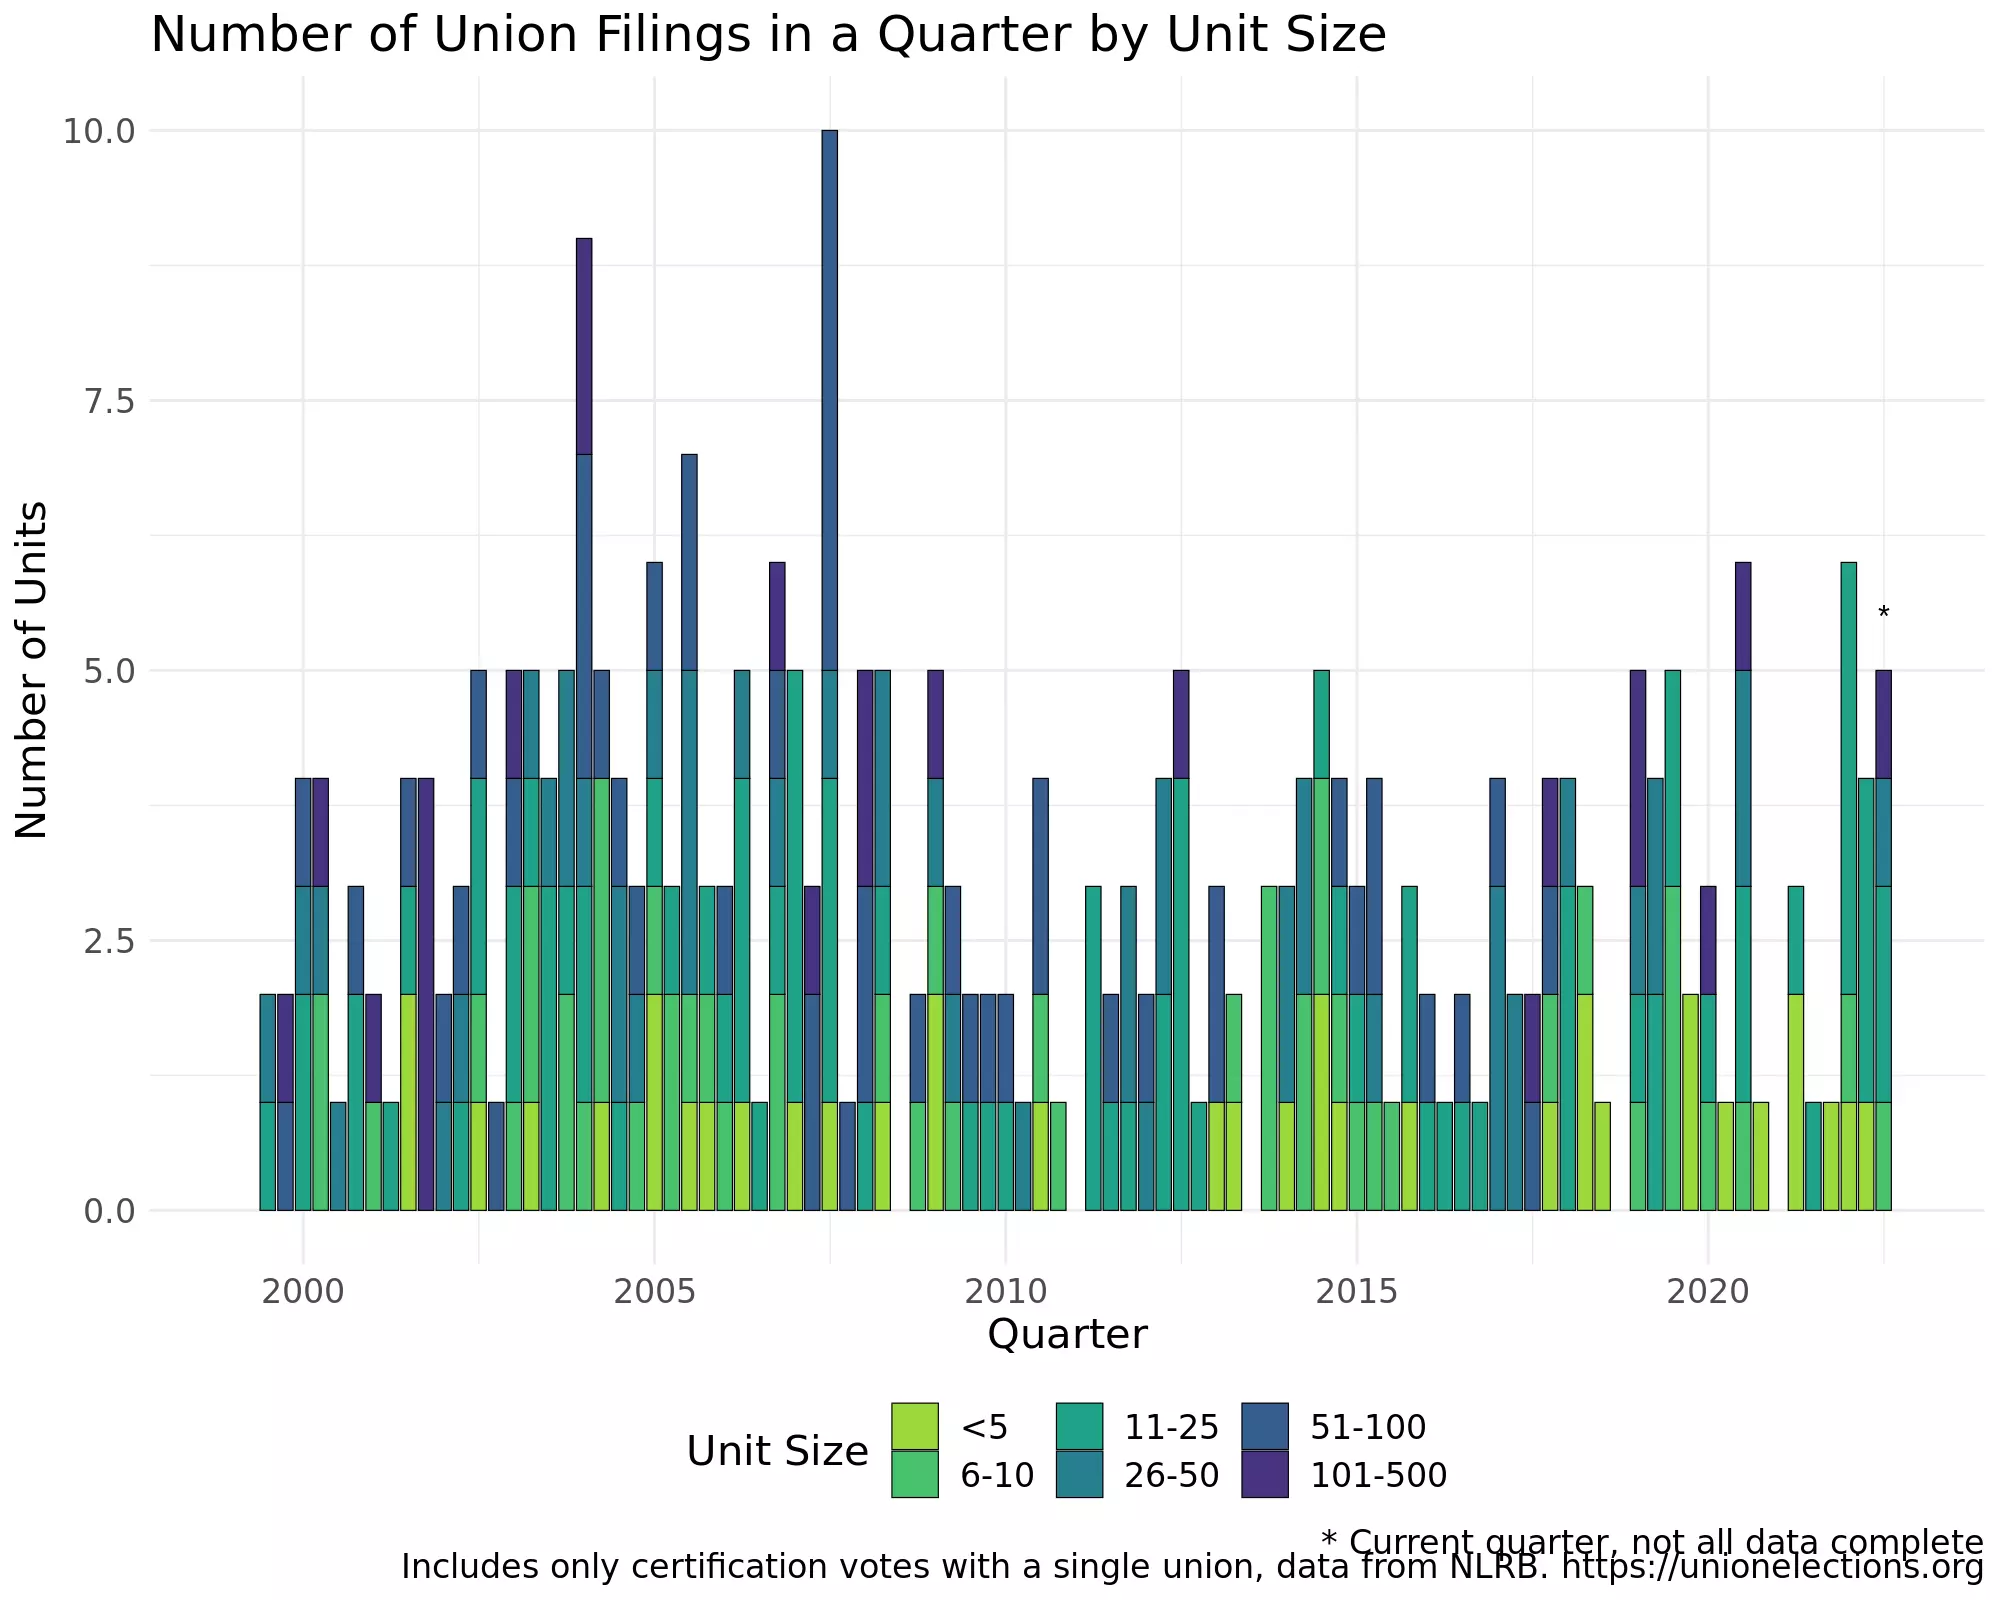 Number of Union Filings in a Quarter by Unit Size
10.0
7.5
5.0
2.5
0.0
Number of Units
*
2000 2005 2010 2015 2020
Quarter
Unit Size
<5 11-25 51-100
6-10 26-50 101-500
* Current quarter, not all data complete
Includes only certification votes with a single union, data from NLRB. https://unionelections.org